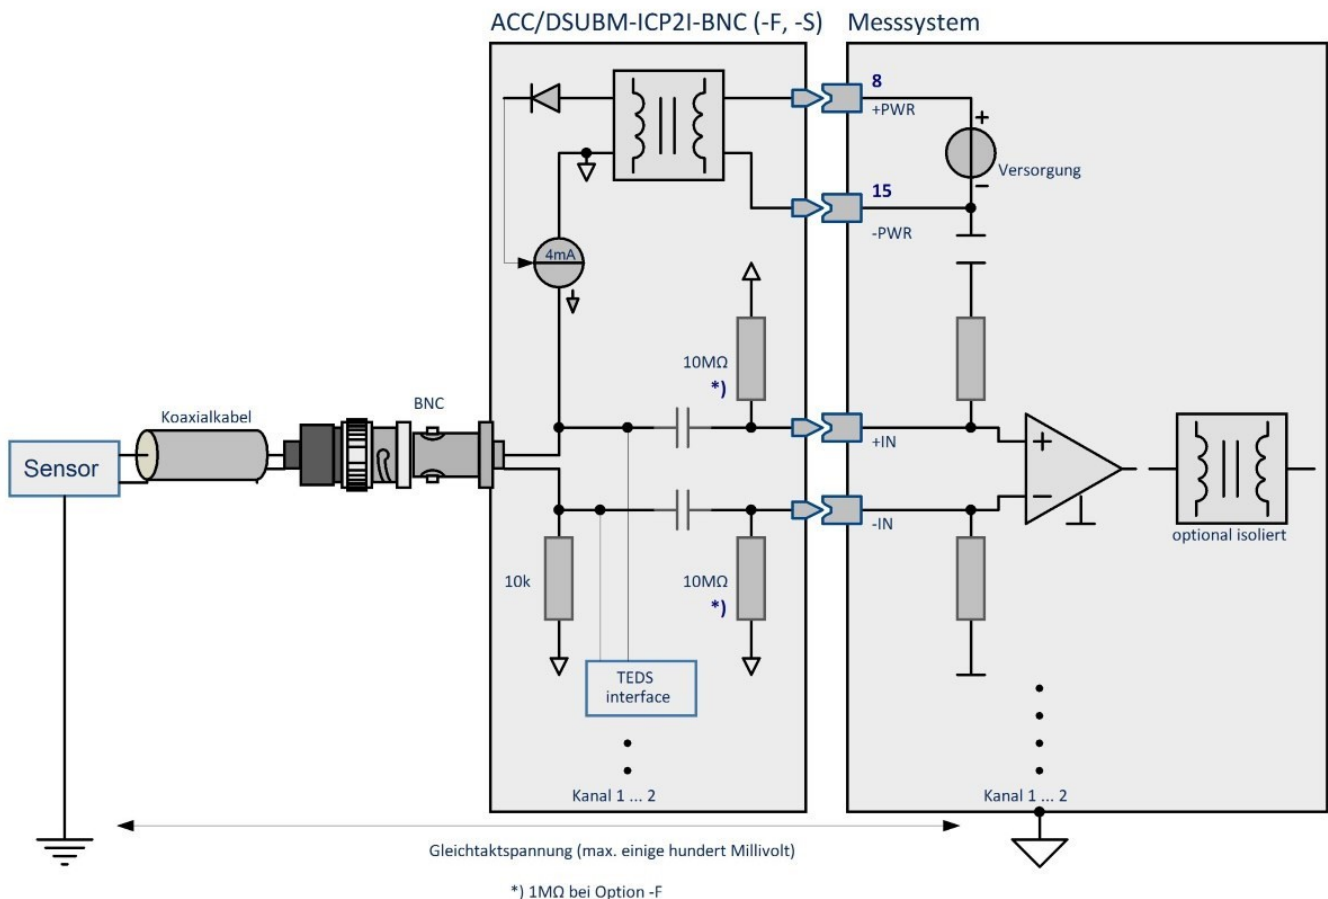 ACC/DSUBM-ICP2I-BNC (-F, -S)
Messsystem
8
+PWR
+
Versorgung
−
15
-PWR
4mA
10MΩ
*)
Koaxialkabel
BNC
Sensor
+IN
+
-IN
−
optional isoliert
10k
10MΩ
*)
TEDS
interface
Kanal 1 ... 2
Kanal 1 ... 2
Gleichtaktspannung (max. einige hundert Millivolt)
*) 1MΩ bei Option -F